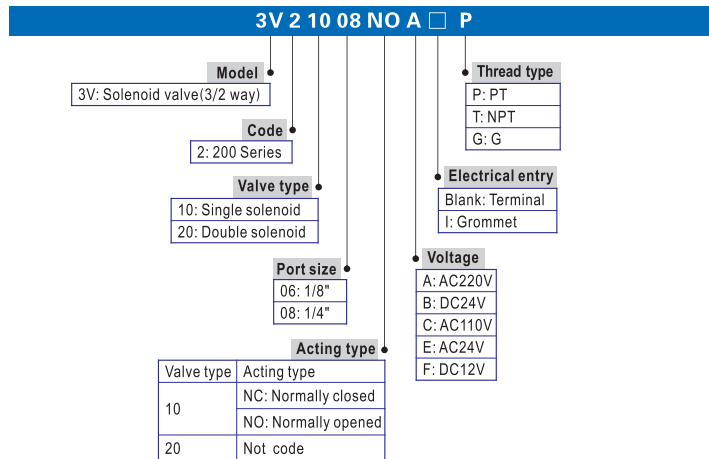 3V 2 10 08 NO A □ P
Model
3V: Solenoid valve(3/2 way)
Code
2: 200 Series
Valve type
10: Single solenoid
20: Double solenoid
Port size
06: 1/8"
08: 1/4"
Acting type
Valve type Acting type
10
NC: Normally closed
NO: Normally opened
20 Not code
Thread type
P: PT
T: NPT
G: G
Electrical entry
Blank: Terminal
I: Grommet
Voltage
A: AC220V
B: DC24V
C: AC110V
E: AC24V
F: DC12V